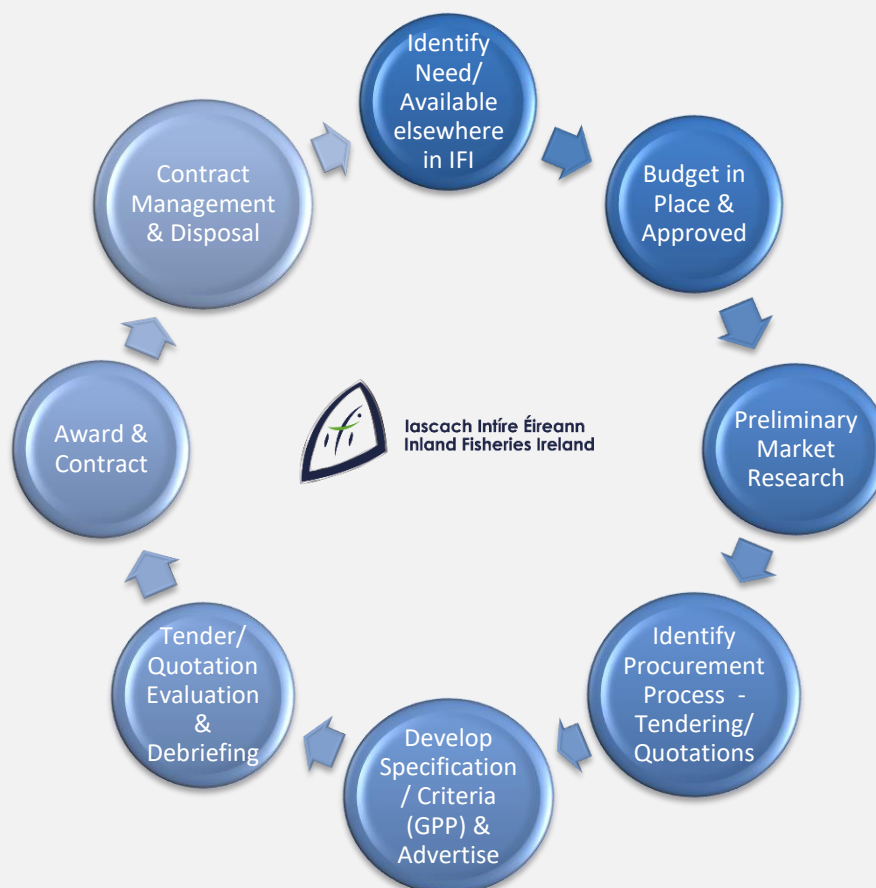 Identify
Need/
Available
elsewhere
in IFI
Budget in
Place &
Approved
Preliminary
Market
Research
Identify
Procurement
Process -
Tendering/
Quotations
Develop
Specification
/ Criteria
(GPP) &
Advertise
Tender/
Quotation
Evaluation
&
Debriefing
Award &
Contract
Contract
Management
& Disposal
Iascach Intíre Éireann
Inland Fisheries Ireland